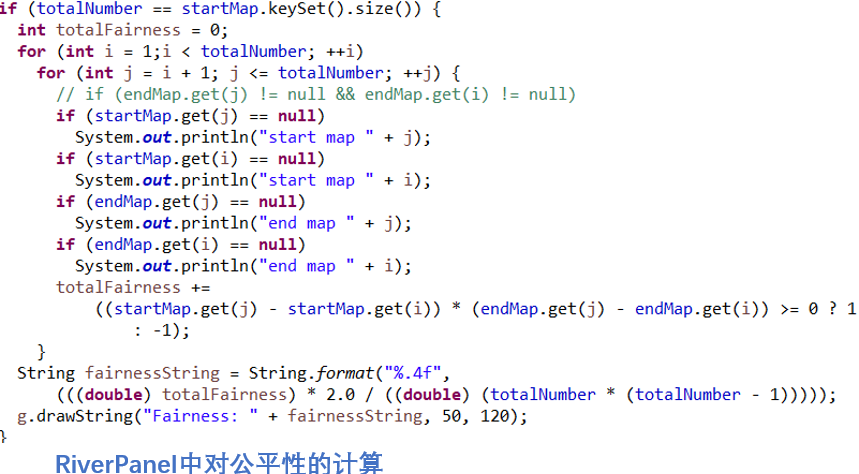 if (totalNumber == startMap.keySet().size()) {
int totalFairness = 0;
for (int i = 1;i < totalNumber; ++i)
for (int j = i + 1; j <= totalNumber; ++j) {
// if (endMap.get(j) != null && endMap.get(i) != null)
if (startMap.get(j) == null)
System.out.println("start map " + j);
if (startMap.get(i) == null)
System.out.println("start map " + i);
if (endMap.get(j) == null)
System.out.println("end map " + j);
if (endMap.get(i) == null)
System.out.println("end map " + i);
totalFairness +=
((startMap.get(j) - startMap.get(i)) * (endMap.get(j) - endMap.get(i)) >= 0 ? 1
: -1);
}
String fairnessString = String.format("%.4f",
(((double) totalFairness) * 2.0 / ((double) (totalNumber * (totalNumber - 1)))));
g.drawString("Fairness: " + fairnessString, 50, 120);
}
RiverPanel中对公平性的计算